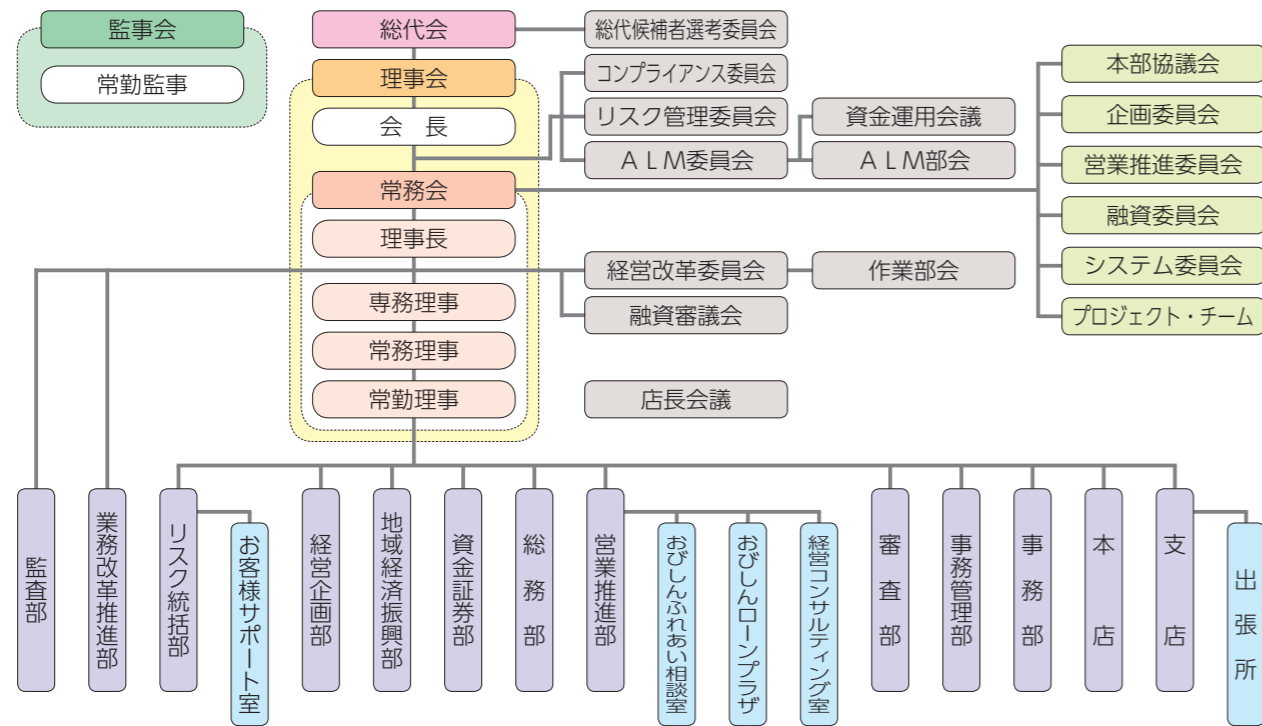 監事会
常勤監事
総代会
理事会
会 長
常務会
理事長
専務理事
常務理事
常勤理事
総代候補者選考委員会
コンプライアンス委員会
リスク管理委員会
ＡＬＭ委員会
資金運用会議
ＡＬＭ部会
経営改革委員会
作業部会
融資審議会
店長会議
本部協議会
企画委員会
営業推進委員会
融資委員会
システム委員会
プロジェクト・チーム
監査部
業務改革推進部
リスク統括部
お客様サポート室
経営企画部
地域経済振興部
資金証券部
総務部
営業推進部
おびしんふれあい相談室
おびしんローンプラザ
経営コンサルティング室
審査部
事務管理部
事務部
本店
支店
出張所